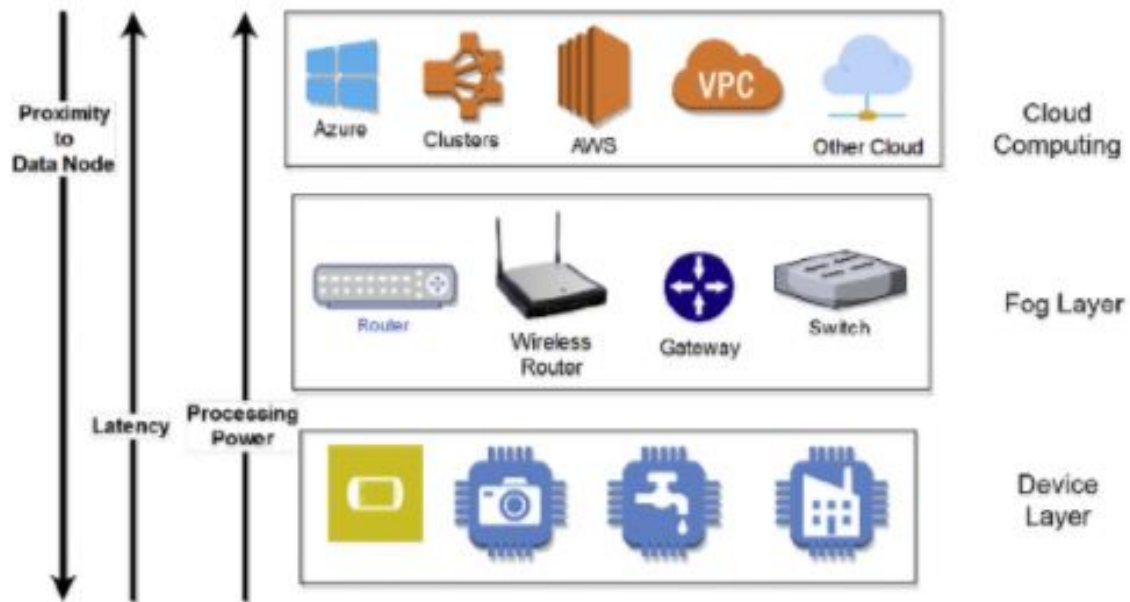 Proximity
to
Data Node
Latency
Processing
Power
Azure
Clusters
AWS
VPC
Other Cloud
Cloud
Computing
Router
Wireless
Router
Gateway
Switch
Fog Layer
Device
Layer